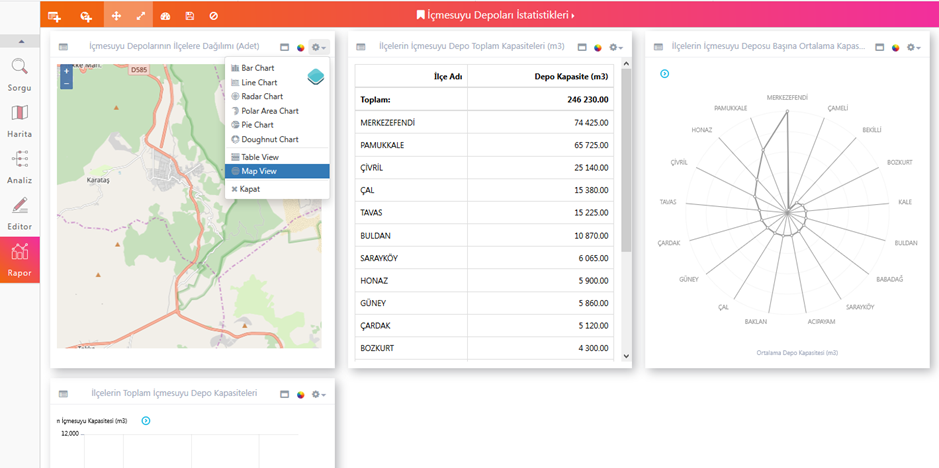 İçmesuyu Depoları İstatistikleri
Sorgu
Harita
Analiz
Editor
Rapor
İçmesuyu Depolarının İlçelere Dağılımı (Adet)
+
−
D585
Karataş
Bar Chart
Line Chart
Radar Chart
Polar Area Chart
Pie Chart
Doughnut Chart
Table View
Map View
Kapat
İlçelerin İçmesuyu Depo Toplam Kapasiteleri (m3)
İlçe Adı Depo Kapasite (m3)
Toplam: 246 230.00
MERKEZEFENDİ 74 425.00
PAMUKKALE 65 725.00
ÇİVRİL 25 140.00
ÇAL 15 380.00
TAVAS 15 225.00
BULDAN 10 870.00
SARAYKÖY 6 065.00
HONAZ 5 900.00
GÜNEY 5 860.00
ÇARDAK 5 120.00
BOZKURT 4 300.00
İlçelerin İçmesuyu Deposu Başına Ortalama Kapas...
MERKEZEFENDİ
PAMUKKALE
ÇAMELİ
HONAZ
BEKİLLİ
ÇİVRİL
BOZKURT
TAVAS
KALE
ÇARDAK
BULDAN
GÜNEY
BABADAĞ
ÇAL
SARAYKÖY
BAKLAN
ACIPAYAM
Ortalama Depo Kapasitesi (m3)
İlçelerin Toplam İçmesuyu Depo Kapasiteleri
n İçmesuyu Kapasitesi (m3)
12.000